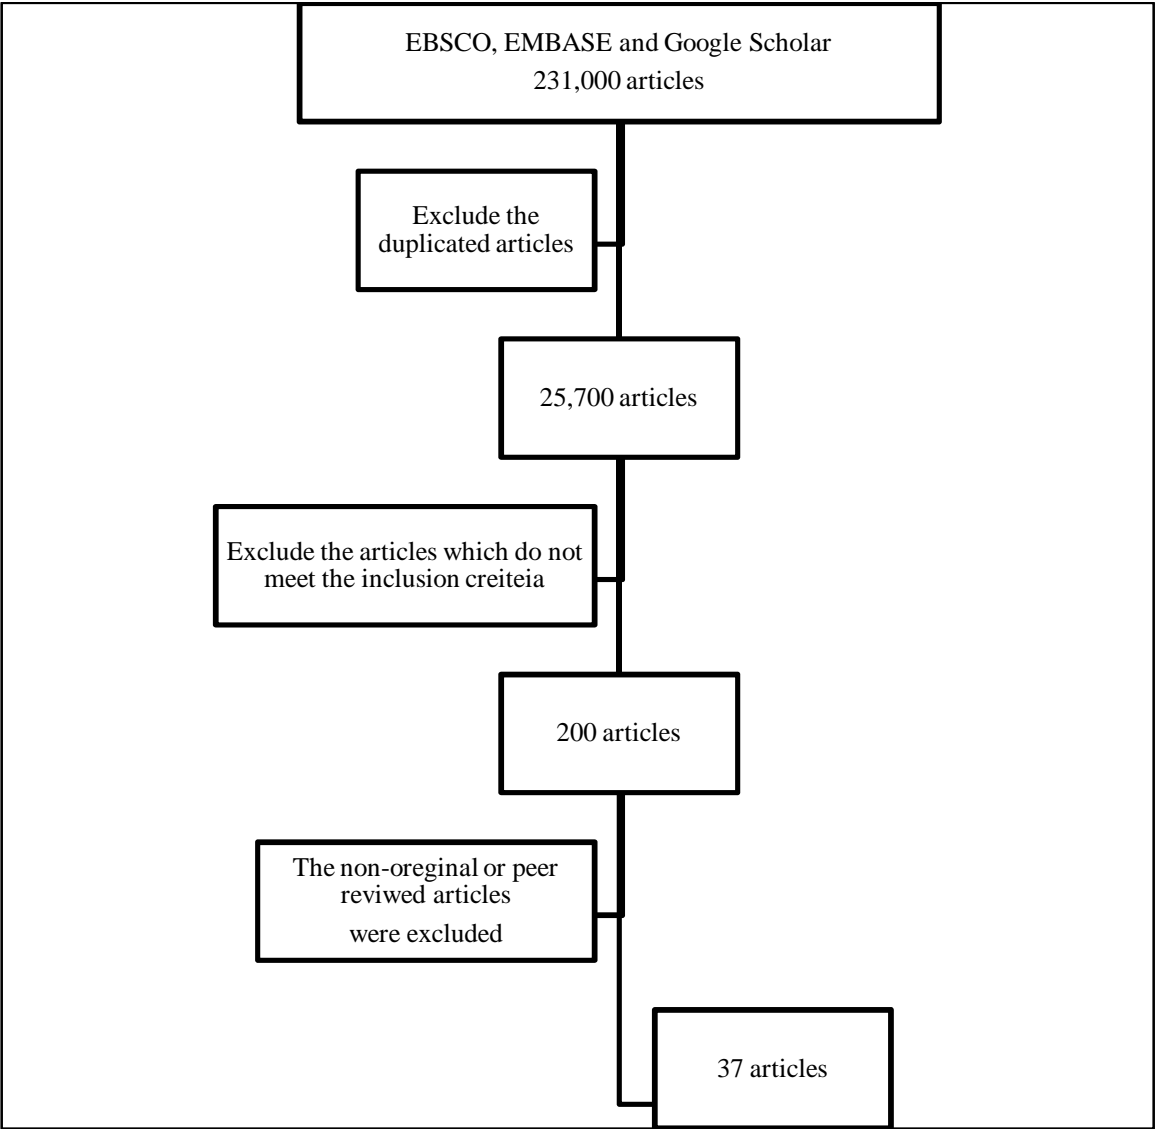 EBSCO, EMBASE and Google Scholar
231,000 articles
Exclude the
duplicated articles
25,700 articles
Exclude the articles which do not
meet the inclusion creiteia
200 articles
The non-oreginal or peer
reviwed articles
were excluded
37 articles